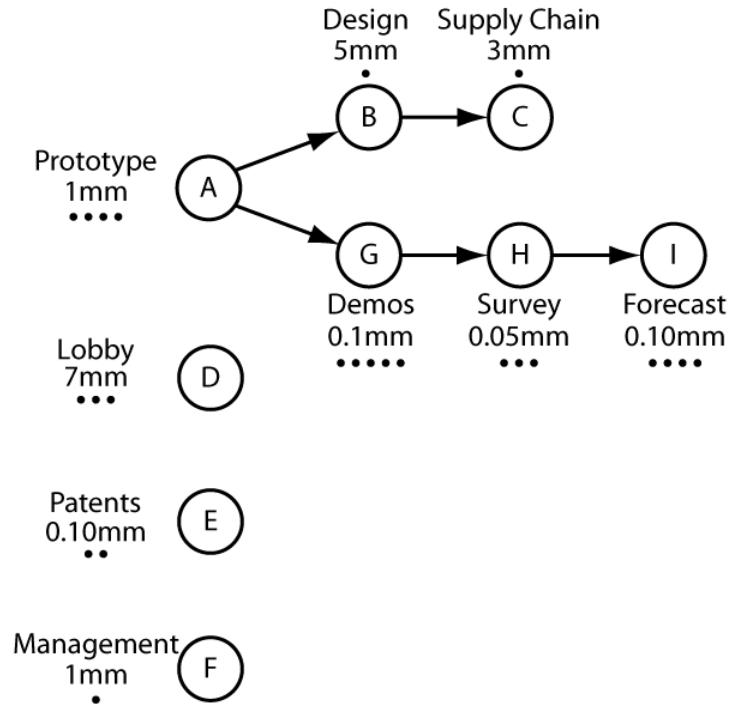 Design
5mm
Supply Chain
3mm
B
C
Prototype
1mm
A
G
H
I
Demos
0.1mm
Survey
0.05mm
Forecast
0.10mm
Lobby
7mm
D
Patents
0.10mm
E
Management
1mm
F